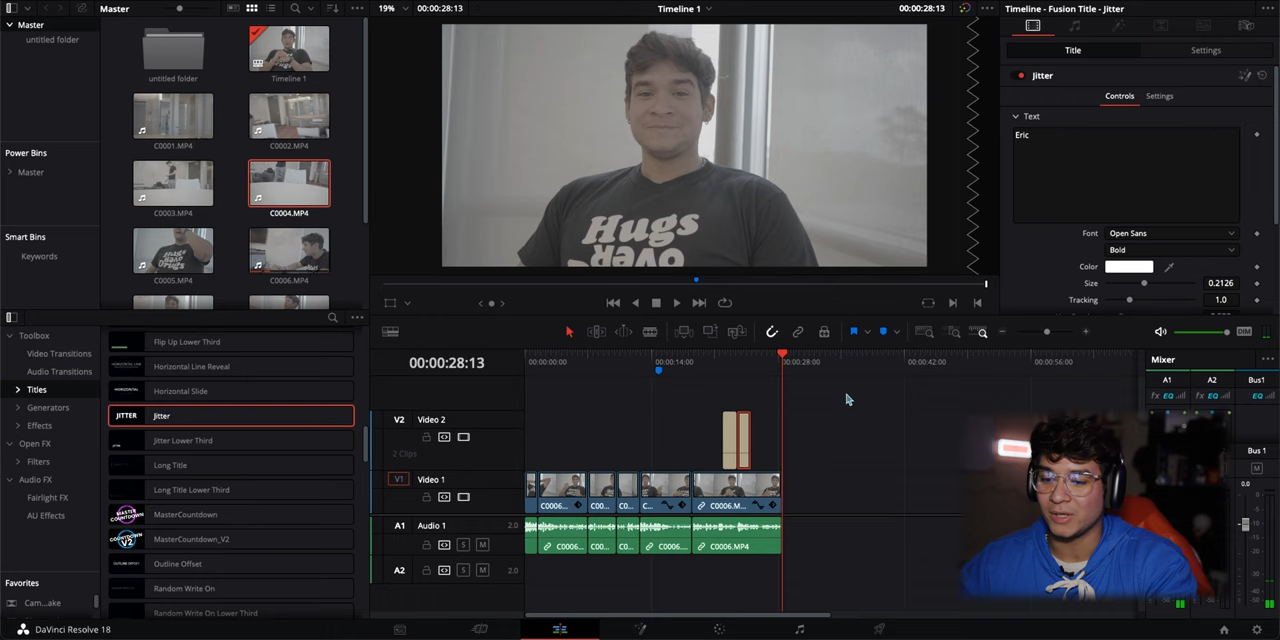 Master
19%
00:00:28:13
Timeline 1
00:00:28:13
Timeline - Fusion Title - Jitter
Master
untitled folder
untitled folder
Timeline 1
Title
Settings
Jitter
Controls
Settings
Text
Eric
C0001.MP4
C0002.MP4
Power Bins
Master
C0003.MP4
C0004.MP4
Smart Bins
Keywords
C0005.MP4
C0006.MP4
Hugs
OVER
Font
Open Sans
Bold
Color
Size
0.2126
Tracking
1.0
Toolbox
Video Transitions
Audio Transitions
Titles
Generators
Effects
Open FX
Filters
Audio FX
Fairlight FX
AU Effects
Favorites
Cam...ake
Flip Up Lower Third
Horizontal Line Reveal
HORIZONTAL
Horizontal Slide
JITTER
Jitter
Jitter Lower Third
Long Title
Long Title Lower Third
MASTER
COUNTDOWN
MasterCountdown
COUNTDOWN
V2
MasterCountdown_V2
OUTLINE OFFSET
Outline Offset
Random Write On
Random Write On Lower Third
DIM
00:00:28:13
00:00:00:00
00:00:14:00
00:00:28:00
00:00:42:00
00:00:56:00
V2
Video 2
2 Clips
V1
Video 1
C0006...
C00...
C0...
C...
C0006.M...
A1
Audio 1
2.0
S
M
C0006...
C00...
C0...
C0006....
C0006.MP4
A2
S
M
2.0
Mixer
A1
A2
Bus1
fx
EQ
fx
EQ
fx
EQ
Bus 1
M
0.0
DaVinci Resolve 18